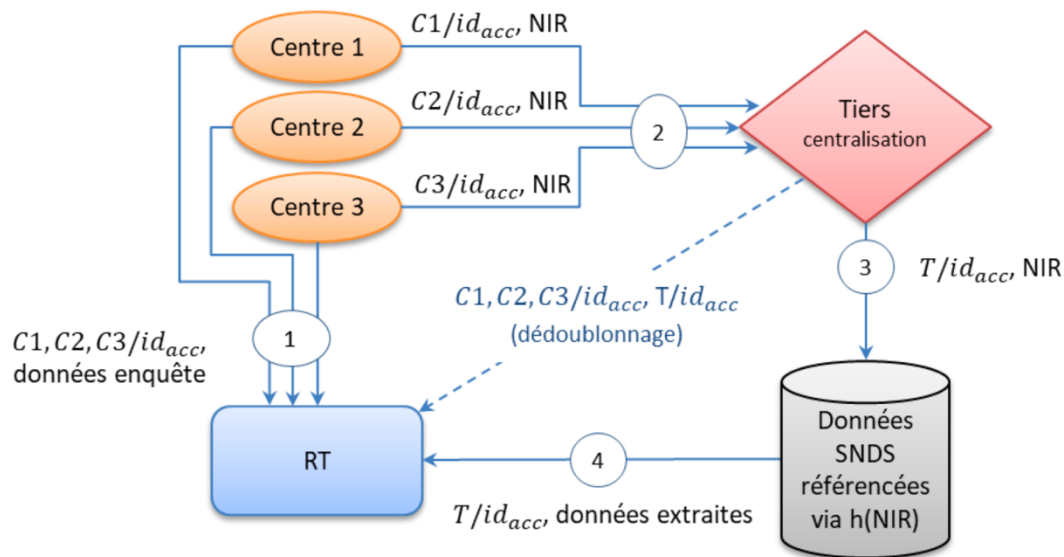 Centre 1
C1/id_acc, NIR
Centre 2
C2/id_acc, NIR
Centre 3
C3/id_acc, NIR
2
Tiers
centralisation
3
T/id_acc, NIR
C1, C2, C3/id_acc, T/id_acc
(dédoublonnage)
C1, C2, C3/id_acc,
données enquête
1
RT
4
T/id_acc, données extraites
Données
SNDS
référencées
via h(NIR)